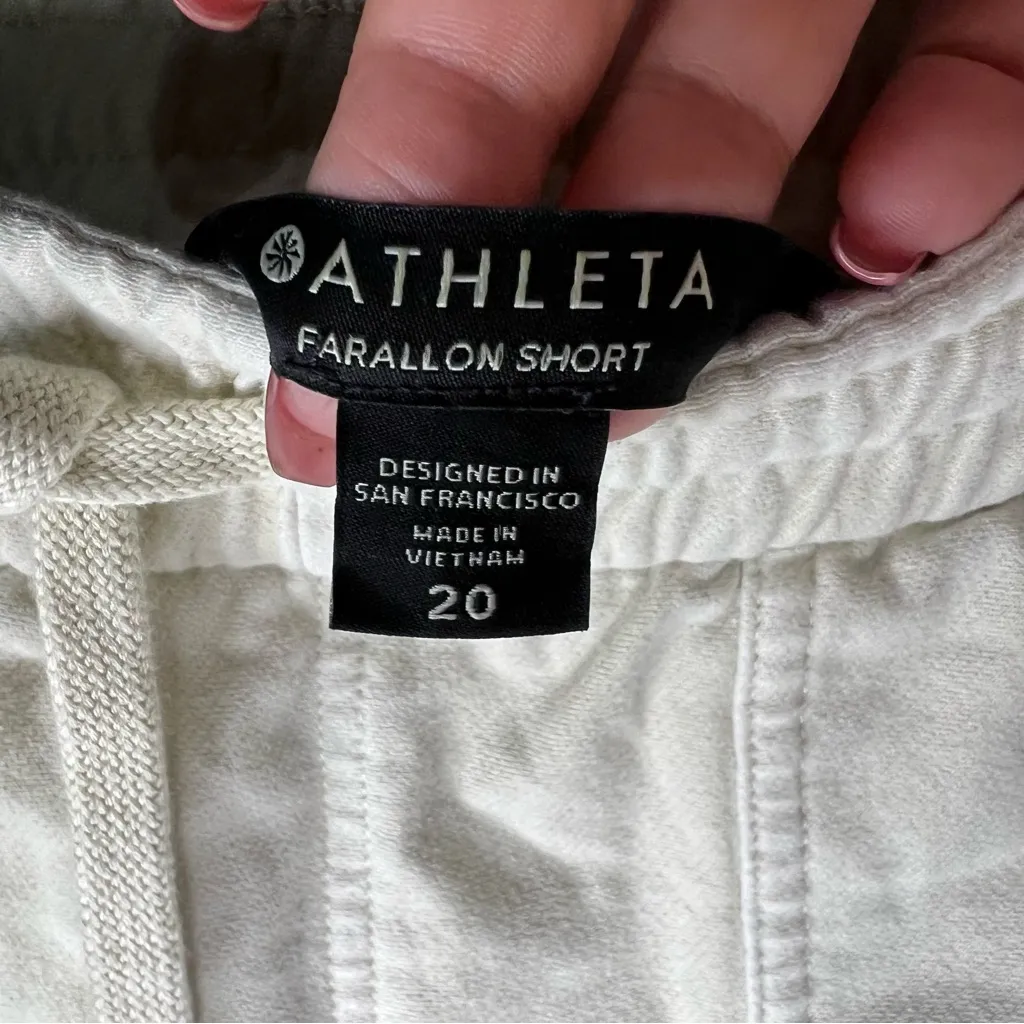 ATHLETA
FARALLON SHORT
DESIGNED IN
SAN FRANCISCO
MADE IN
VIETNAM
20